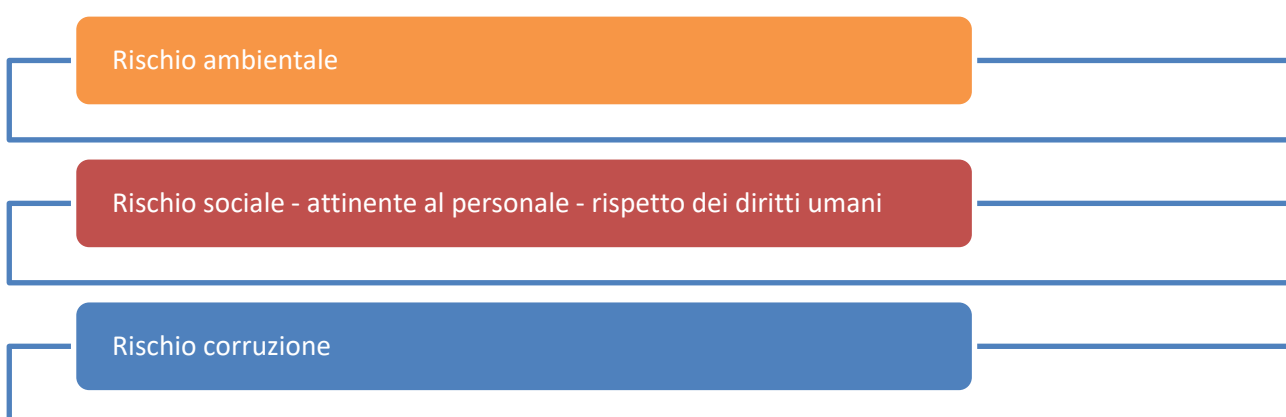 Rischio ambientale
Rischio sociale - attinente al personale - rispetto dei diritti umani
Rischio corruzione